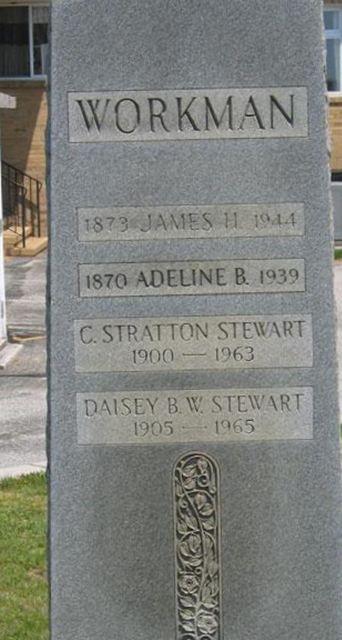 WORKMAN
1873 JAMES H. 1944
1870 ADELINE B. 1939
C. STRATTON STEWART
1900 — 1963
DAISEY B. W. STEWART
1905 — 1965